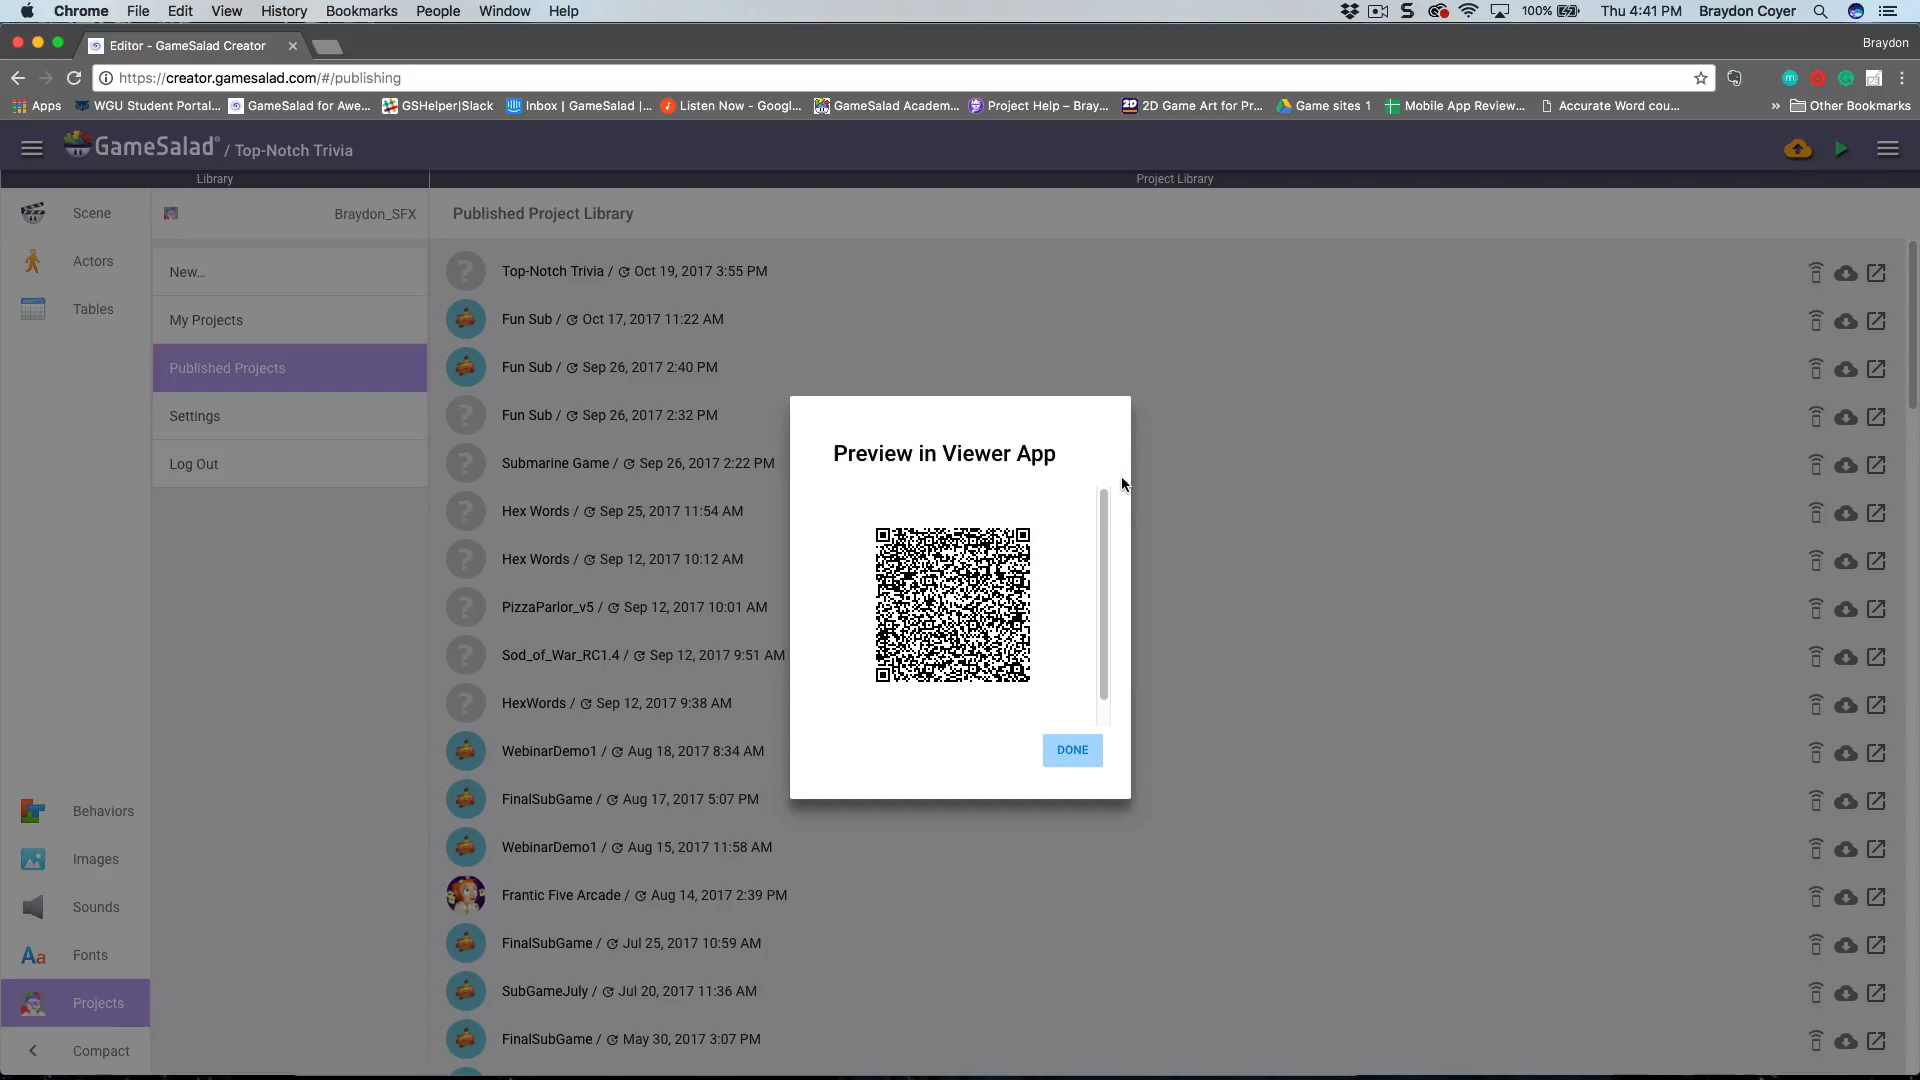 Chrome File Edit View History Bookmarks People Window Help 100% Thu 4:41 PM Braydon Coyer
Editor - GameSalad Creator
Braydon
https://creator.gamesalad.com/#/publishing
Apps WGU Student Portal... GameSalad for Awe... GSHelper|Slack Inbox | GameSalad |... Listen Now - Googl... GameSalad Academ... Project Help – Bray... 2D Game Art for Pr... Game sites 1 Mobile App Review... Accurate Word cou... » Other Bookmarks
GameSalad® / Top-Notch Trivia
Library
Project Library
Scene
Actors
Tables
Behaviors
Images
Sounds
Fonts
Projects
Compact
Braydon_SFX
New...
My Projects
Published Projects
Settings
Log Out
Published Project Library
Top-Notch Trivia / Oct 19, 2017 3:55 PM
Fun Sub / Oct 17, 2017 11:22 AM
Fun Sub / Sep 26, 2017 2:40 PM
Fun Sub / Sep 26, 2017 2:32 PM
Submarine Game / Sep 26, 2017 2:22 PM
Hex Words / Sep 25, 2017 11:54 AM
Hex Words / Sep 12, 2017 10:12 AM
PizzaParlor_v5 / Sep 12, 2017 10:01 AM
Sod_of_War_RC1.4 / Sep 12, 2017 9:51 AM
HexWords / Sep 12, 2017 9:38 AM
WebinarDemo1 / Aug 18, 2017 8:34 AM
FinalSubGame / Aug 17, 2017 5:07 PM
WebinarDemo1 / Aug 15, 2017 11:58 AM
Frantic Five Arcade / Aug 14, 2017 2:39 PM
FinalSubGame / Jul 25, 2017 10:59 AM
SubGameJuly / Jul 20, 2017 11:36 AM
FinalSubGame / May 30, 2017 3:07 PM
Preview in Viewer App
DONE